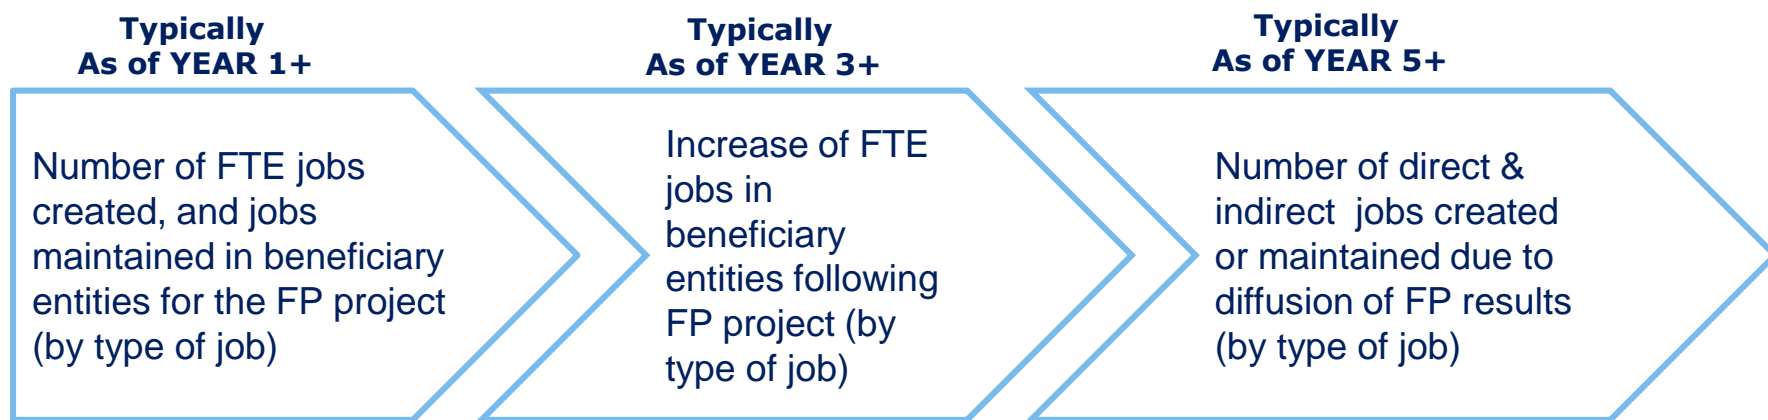 Typically
As of YEAR 1+
Number of FTE jobs
created, and jobs
maintained in beneficiary
entities for the FP project
(by type of job)
Typically
As of YEAR 3+
Increase of FTE
jobs in
beneficiary
entities following
FP project (by
type of job)
Typically
As of YEAR 5+
Number of direct &
indirect jobs created
or maintained due to
diffusion of FP results
(by type of job)